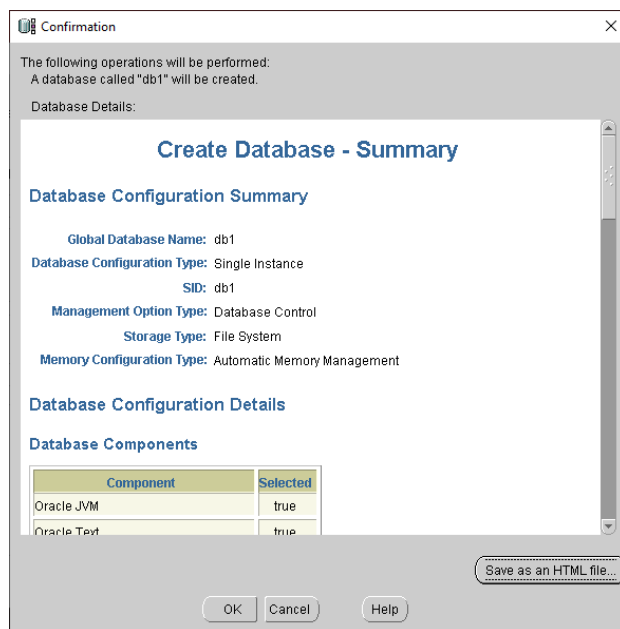 Confirmation
The following operations will be performed:
A database called "db1" will be created.
Database Details:
Create Database - Summary
Database Configuration Summary
Global Database Name: db1
Database Configuration Type: Single Instance
SID: db1
Management Option Type: Database Control
Storage Type: File System
Memory Configuration Type: Automatic Memory Management
Database Configuration Details
Database Components
Component Selected
Oracle JVM true
Oracle Text true
Save as an HTML file...
OK Cancel Help